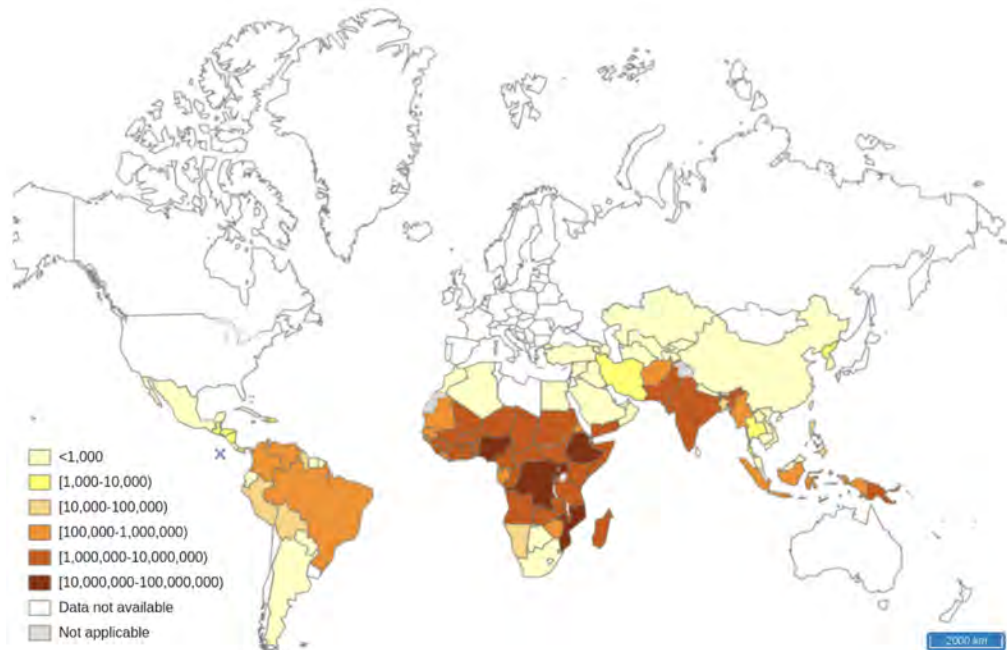 <1,000
[1,000-10,000)
[10,000-100,000)
[100,000-1,000,000)
[1,000,000-10,000,000)
[10,000,000-100,000,000)
Data not available
Not applicable
2000 km